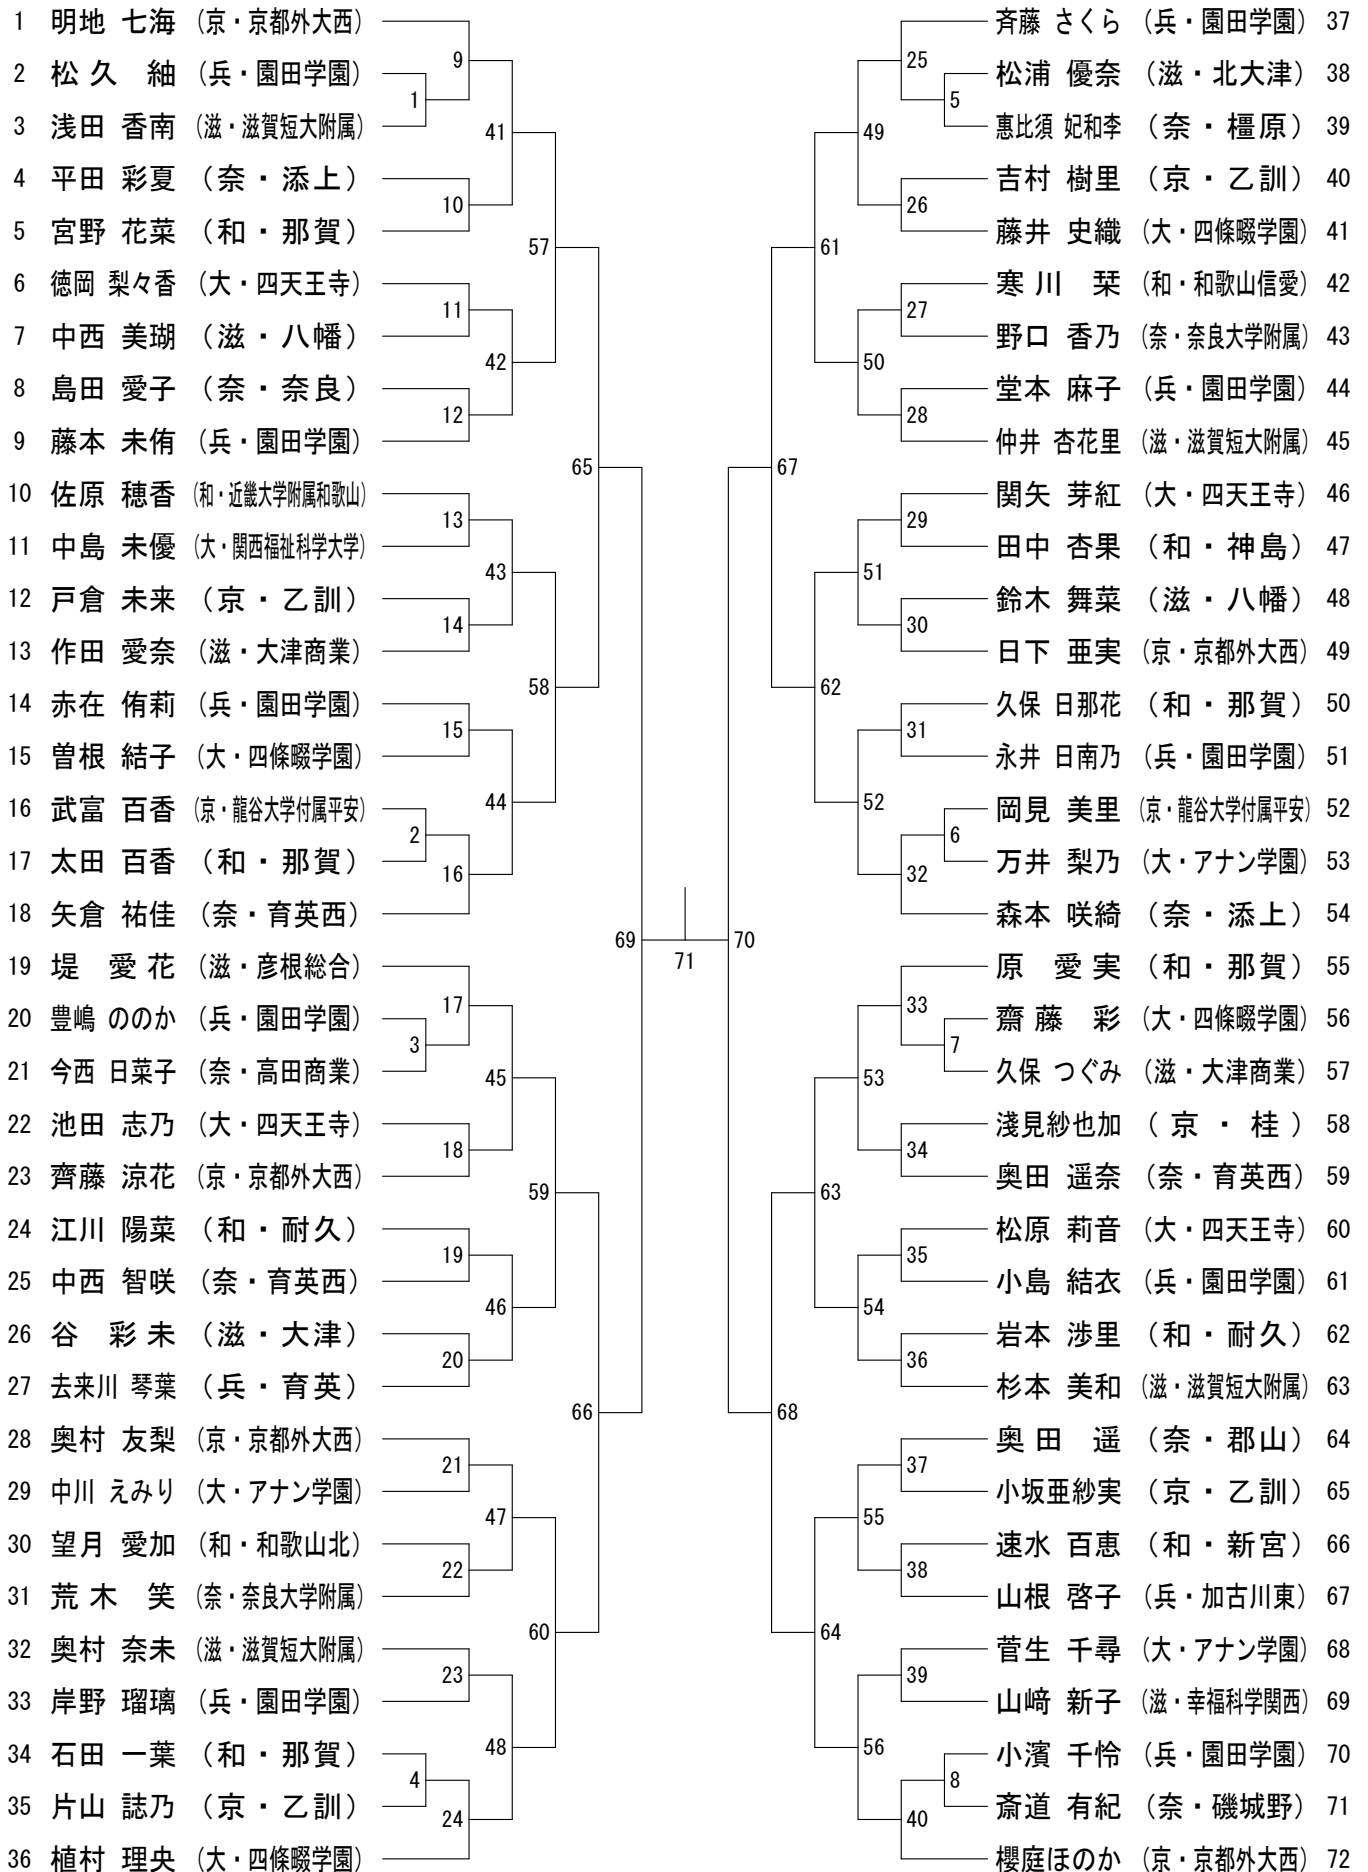 1 明地 七海 (京・京都外大西)
2 松久 紬 (兵・園田学園)
3 浅田 香南 (滋・滋賀短大附属)
4 平田 彩夏 (奈・添上)
5 宮野 花菜 (和・那賀)
6 徳岡 梨々香 (大・四天王寺)
7 中西 美瑚 (滋・八幡)
8 島田 愛子 (奈・奈良)
9 藤本 未侑 (兵・園田学園)
10 佐原 穂香 (和・近畿大学附属和歌山)
11 中島 未優 (大・関西福祉科学大学)
12 戸倉 未来 (京・乙訓)
13 作田 愛奈 (滋・大津商業)
14 赤在 侑莉 (兵・園田学園)
15 曽根 結子 (大・四條畷学園)
16 武富 百香 (京・龍谷大学付属平安)
17 太田 百香 (和・那賀)
18 矢倉 祐佳 (奈・育英西)
19 堤 愛花 (滋・彦根総合)
20 豊嶋 ののか (兵・園田学園)
21 今西 日菜子 (奈・高田商業)
22 池田 志乃 (大・四天王寺)
23 齊藤 涼花 (京・京都外大西)
24 江川 陽菜 (和・耐久)
25 中西 智咲 (奈・育英西)
26 谷 彩未 (滋・大津)
27 去来川 琴葉 (兵・育英)
28 奥村 友梨 (京・京都外大西)
29 中川 えみり (大・アナン学園)
30 望月 愛加 (和・和歌山北)
31 荒木 笑 (奈・奈良大学附属)
32 奥村 奈未 (滋・滋賀短大附属)
33 岸野 瑠璃 (兵・園田学園)
34 石田 一葉 (和・那賀)
35 片山 誌乃 (京・乙訓)
36 植村 理央 (大・四條畷学園)
1
2
3
4
9
10
11
12
13
14
15
16
17
18
19
20
21
22
23
24
41
42
43
44
45
46
47
48
57
58
59
60
65
66
69
71
70
67
68
61
62
63
64
49
50
51
52
53
54
55
56
25
26
27
28
29
30
31
32
33
34
35
36
37
38
39
40
5
6
7
8
斉藤 さくら (兵・園田学園) 37
松浦 優奈 (滋・北大津) 38
惠比須 妃和李 (奈・橿原) 39
吉村 樹里 (京・乙訓) 40
藤井 史織 (大・四條畷学園) 41
寒川 栞 (和・和歌山信愛) 42
野口 香乃 (奈・奈良大学附属) 43
堂本 麻子 (兵・園田学園) 44
仲井 杏花里 (滋・滋賀短大附属) 45
関矢 芽紅 (大・四天王寺) 46
田中 杏果 (和・神島) 47
鈴木 舞菜 (滋・八幡) 48
日下 亜実 (京・京都外大西) 49
久保 日那花 (和・那賀) 50
永井 日南乃 (兵・園田学園) 51
岡見 美里 (京・龍谷大学付属平安) 52
万井 梨乃 (大・アナン学園) 53
森本 咲綺 (奈・添上) 54
原 愛実 (和・那賀) 55
齋藤 彩 (大・四條畷学園) 56
久保 つぐみ (滋・大津商業) 57
淺見紗也加 (京・桂) 58
奥田 遥奈 (奈・育英西) 59
松原 莉音 (大・四天王寺) 60
小島 結衣 (兵・園田学園) 61
岩本 渉里 (和・耐久) 62
杉本 美和 (滋・滋賀短大附属) 63
奥田 遥 (奈・郡山) 64
小坂亜紗実 (京・乙訓) 65
速水 百恵 (和・新宮) 66
山根 啓子 (兵・加古川東) 67
菅生 千尋 (大・アナン学園) 68
山﨑 新子 (滋・幸福科学関西) 69
小濱 千怜 (兵・園田学園) 70
斎道 有紀 (奈・磯城野) 71
櫻庭ほのか (京・京都外大西) 72